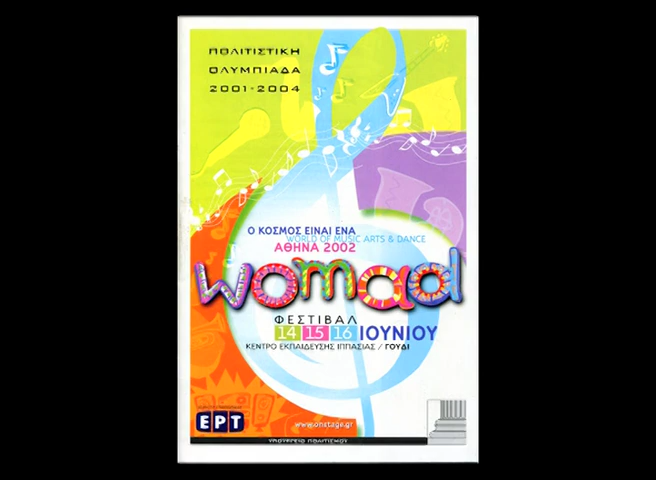 ΠΟΛΙΤΙΣΤΙΚΗ
ΟΛΥΜΠΙΑΔΑ
2001-2004
Ο ΚΟΣΜΟΣ ΕΙΝΑΙ ΕΝΑ
WORLD OF MUSIC ARTS & DANCE
ΑΘΗΝΑ 2002
womad
ΦΕΣΤΙΒΑΛ
14 15 16 ΙΟΥΝΙΟΥ
ΚΕΝΤΡΟ ΕΚΠΑΙΔΕΥΣΗΣ ΙΠΠΑΣΙΑΣ / ΓΟΥΔΙ
ΕΡΤ
www.onstage.gr
ΥΠΟΥΡΓΕΙΟ ΠΟΛΙΤΙΣΜΟΥ